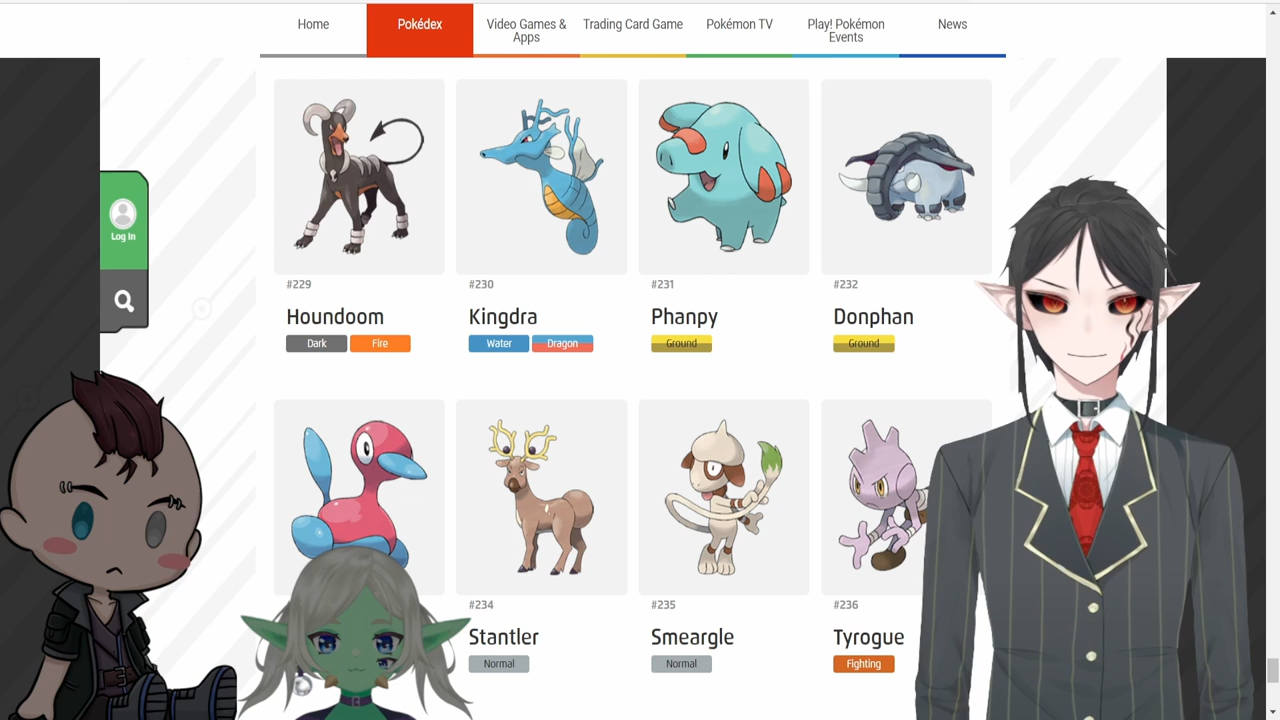 Home
Pokédex
Video Games &
Apps
Trading Card Game
Pokémon TV
Play! Pokémon
Events
News
Log In
#229
Houndoom
Dark
Fire
#230
Kingdra
Water
Dragon
#231
Phanpy
Ground
#232
Donphan
Ground
#234
Stantler
Normal
#235
Smeargle
Normal
#236
Tyrogue
Fighting